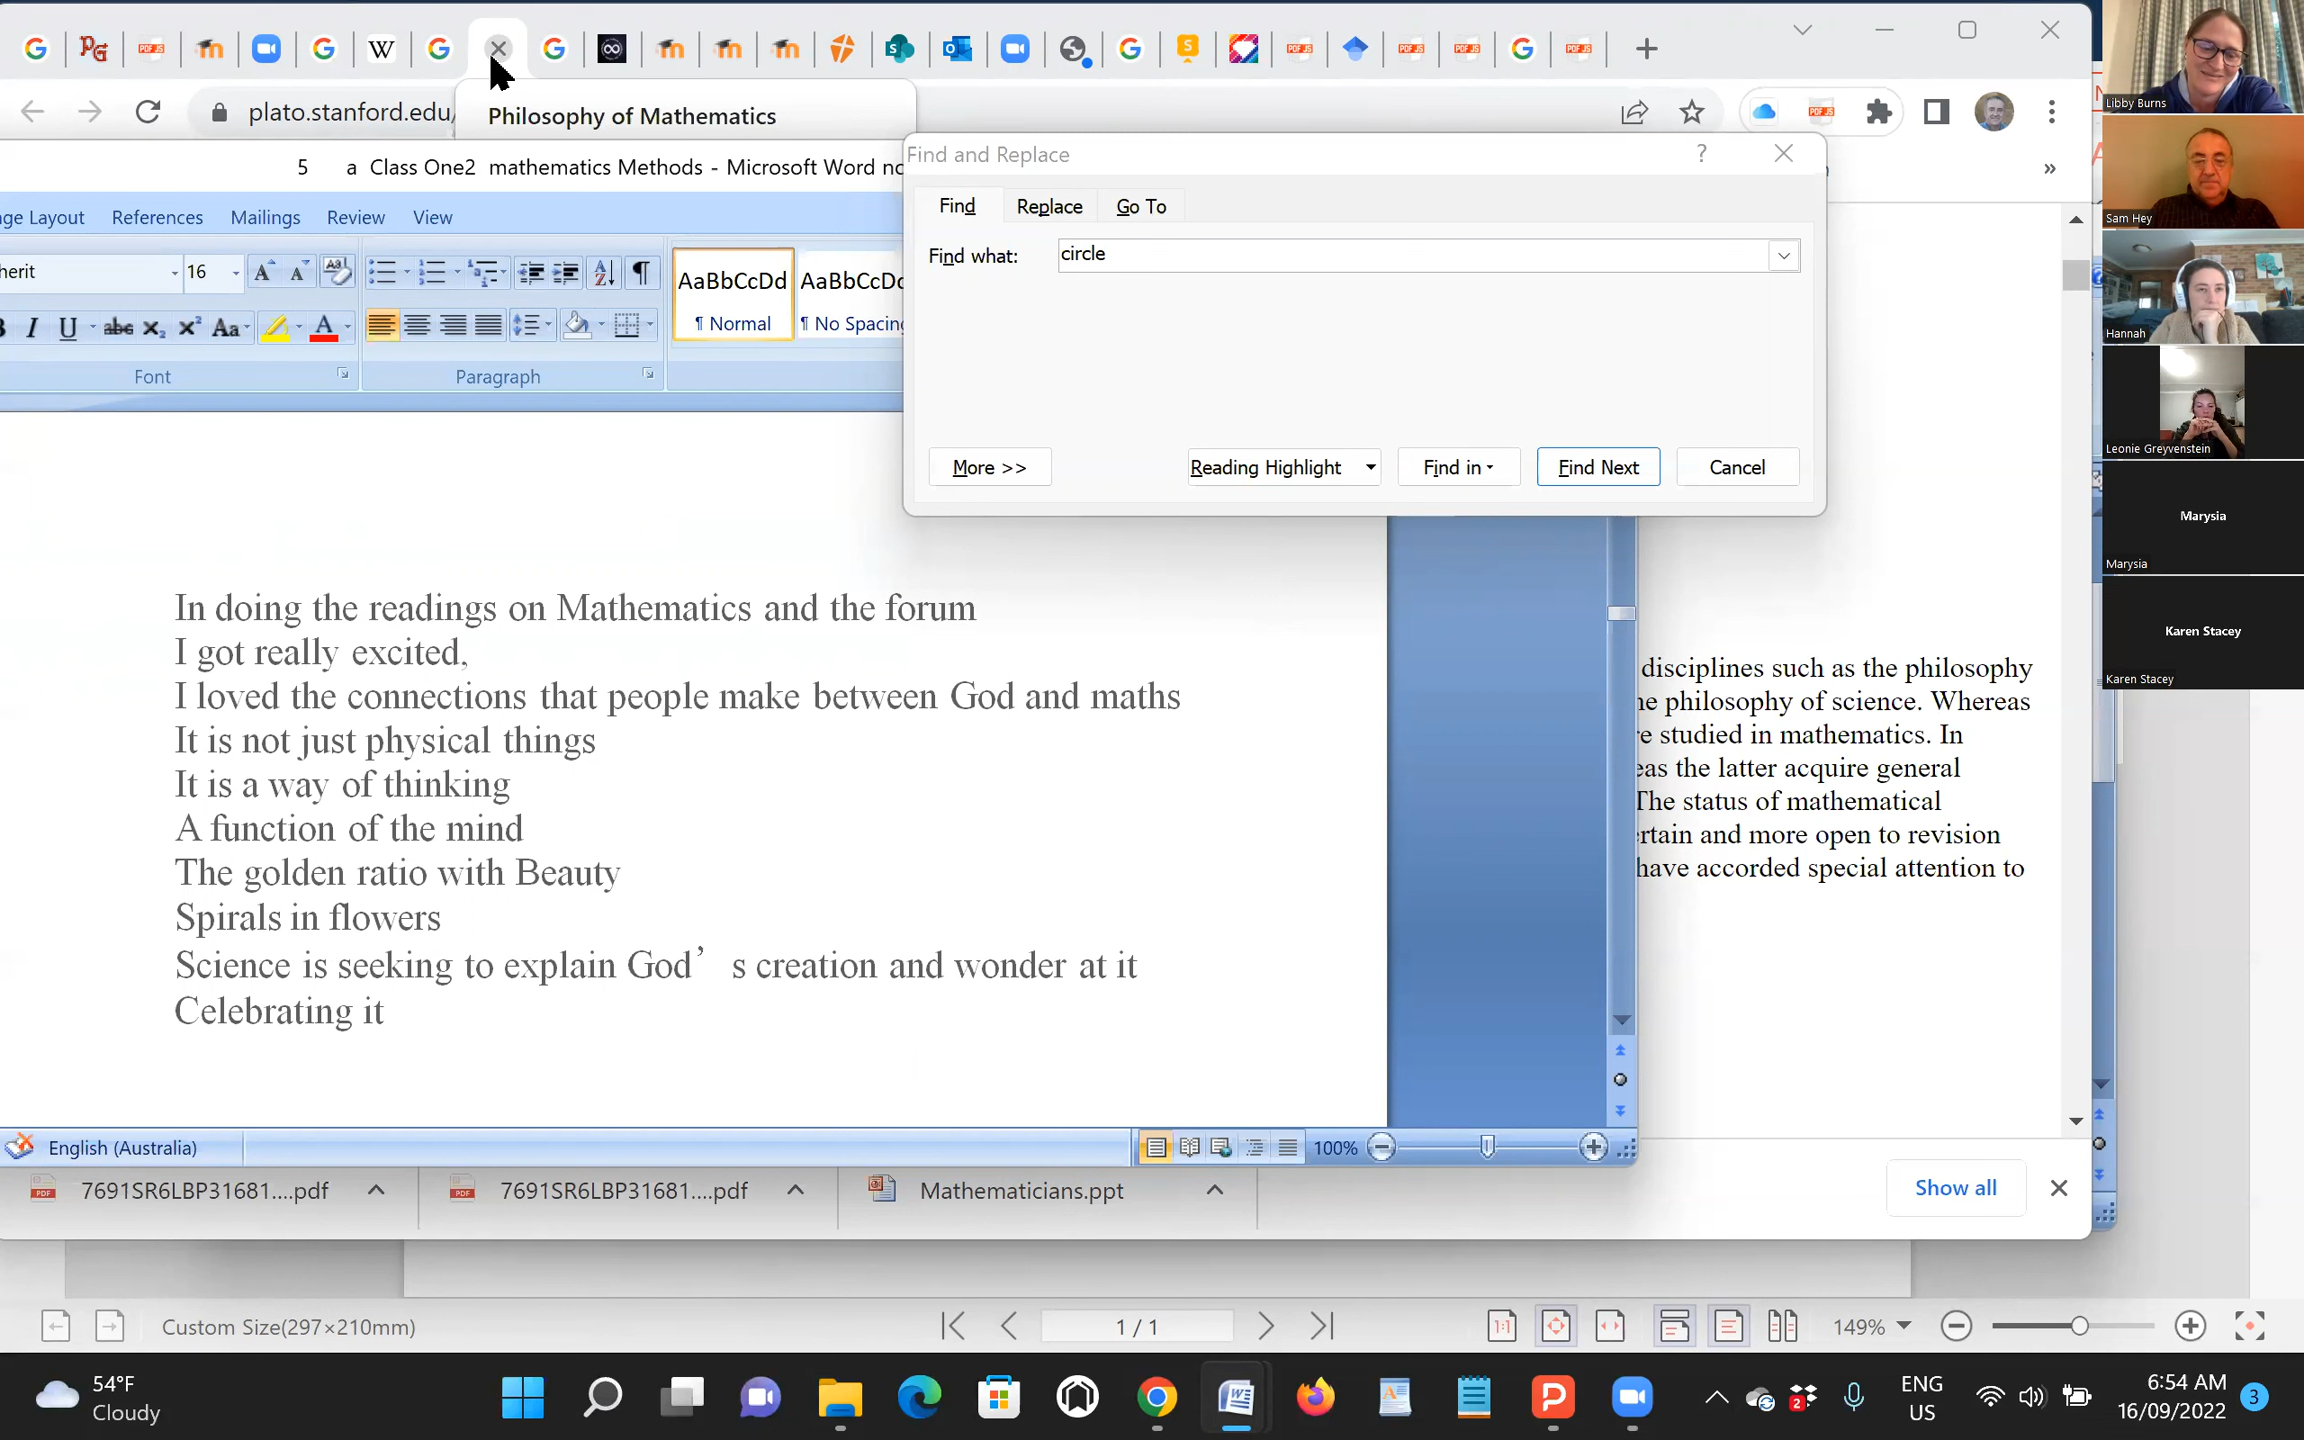 plato.stanford.edu/
Philosophy of Mathematics
5 a Class One2 mathematics Methods - Microsoft Word
ge Layout References Mailings Review View
herit 16
AaBbCcDd AaBbCcDd
¶ Normal ¶ No Spacing
Font Paragraph
Find and Replace
Find Replace Go To
Find what: circle
More >> Reading Highlight Find in Find Next Cancel
In doing the readings on Mathematics and the forum
I got really excited,
I loved the connections that people make between God and maths
It is not just physical things
It is a way of thinking
A function of the mind
The golden ratio with Beauty
Spirals in flowers
Science is seeking to explain God’ s creation and wonder at it
Celebrating it
disciplines such as the philosophy
philosophy of science. Whereas
studied in mathematics. In
the latter acquire general
The status of mathematical
and more open to revision
have accorded special attention to
English (Australia) 100%
7691SR6LBP31681....pdf 7691SR6LBP31681....pdf Mathematicians.ppt Show all
Custom Size(297×210mm) 1 / 1 149%
54°F
Cloudy
ENG
US
6:54 AM
16/09/2022
3
Libby Burns
Sam Hey
Hannah
Leonie Greyvenstein
Marysia
Marysia
Karen Stacey
Karen Stacey